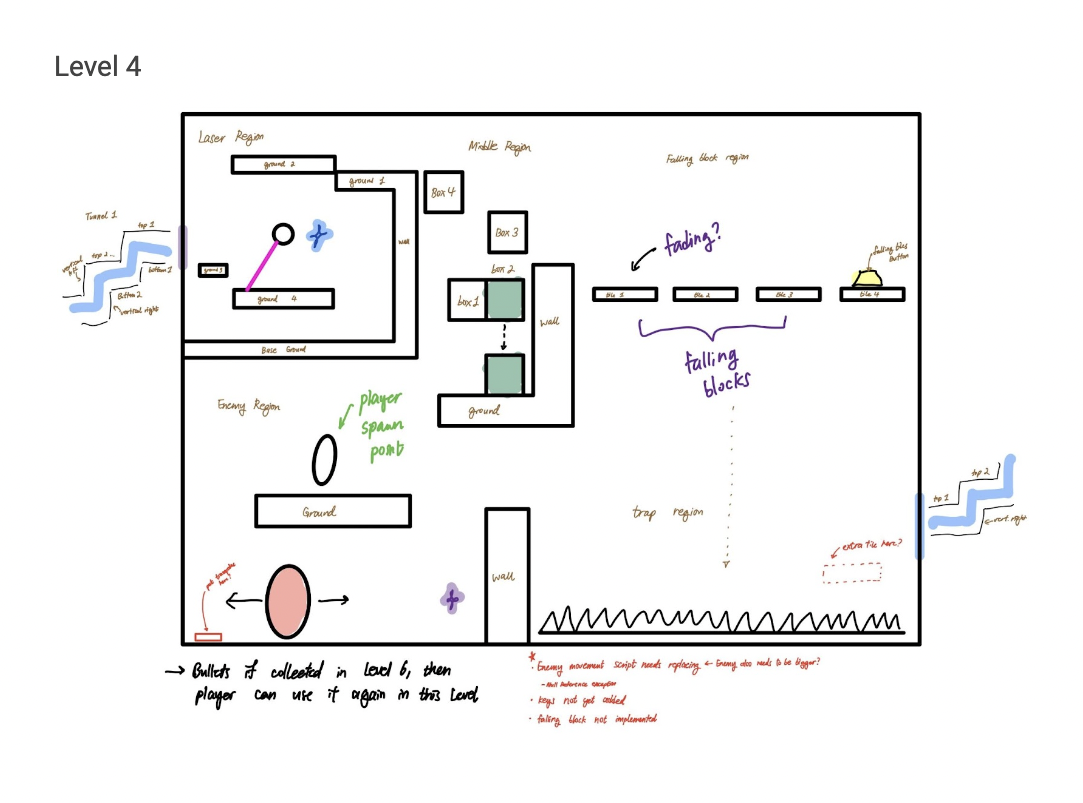 Level 4
Laser Region
Middle Region
Falling block region
ground 2
ground 1
Box 4
Tunnel 1
top 1
Box 3
fading?
falling tiles
button
wall
top 2
vertical
left
bottom 1
ground 3
box 2
box 1
ground 4
Bottom 2
vertical right
tile 1
tile 2
tile 3
tile 4
wall
Base Ground
falling
blocks
Enemy Region
player
spawn
point
ground
top 2
top 1
vert. right
Ground
trap region
extra tile here?
put
here?
wall
→ Bullets if collected in Level 6, then
player can use it again in this Level
*
· Enemy movement script needs replacing ← Enemy also needs to be bigger?
- Null Reference exception
· keys not yet added
· falling block not implemented